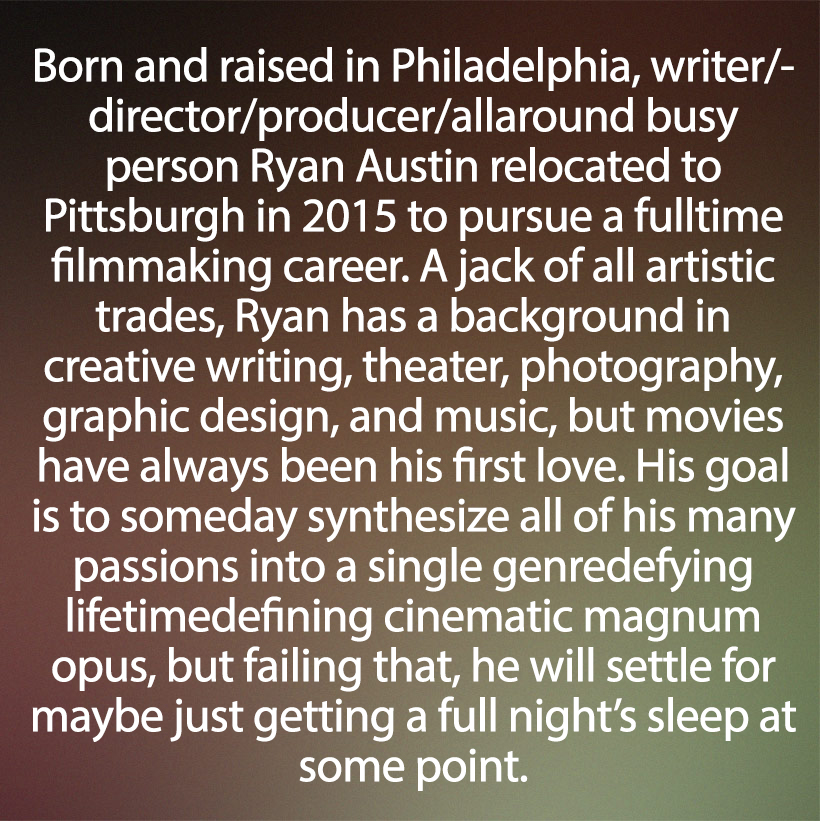 Born and raised in Philadelphia, writer/-
director/producer/allaround busy
person Ryan Austin relocated to
Pittsburgh in 2015 to pursue a fulltime
filmmaking career. A jack of all artistic
trades, Ryan has a background in
creative writing, theater, photography,
graphic design, and music, but movies
have always been his first love. His goal
is to someday synthesize all of his many
passions into a single genredefying
lifetimedefining cinematic magnum
opus, but failing that, he will settle for
maybe just getting a full night’s sleep at
some point.